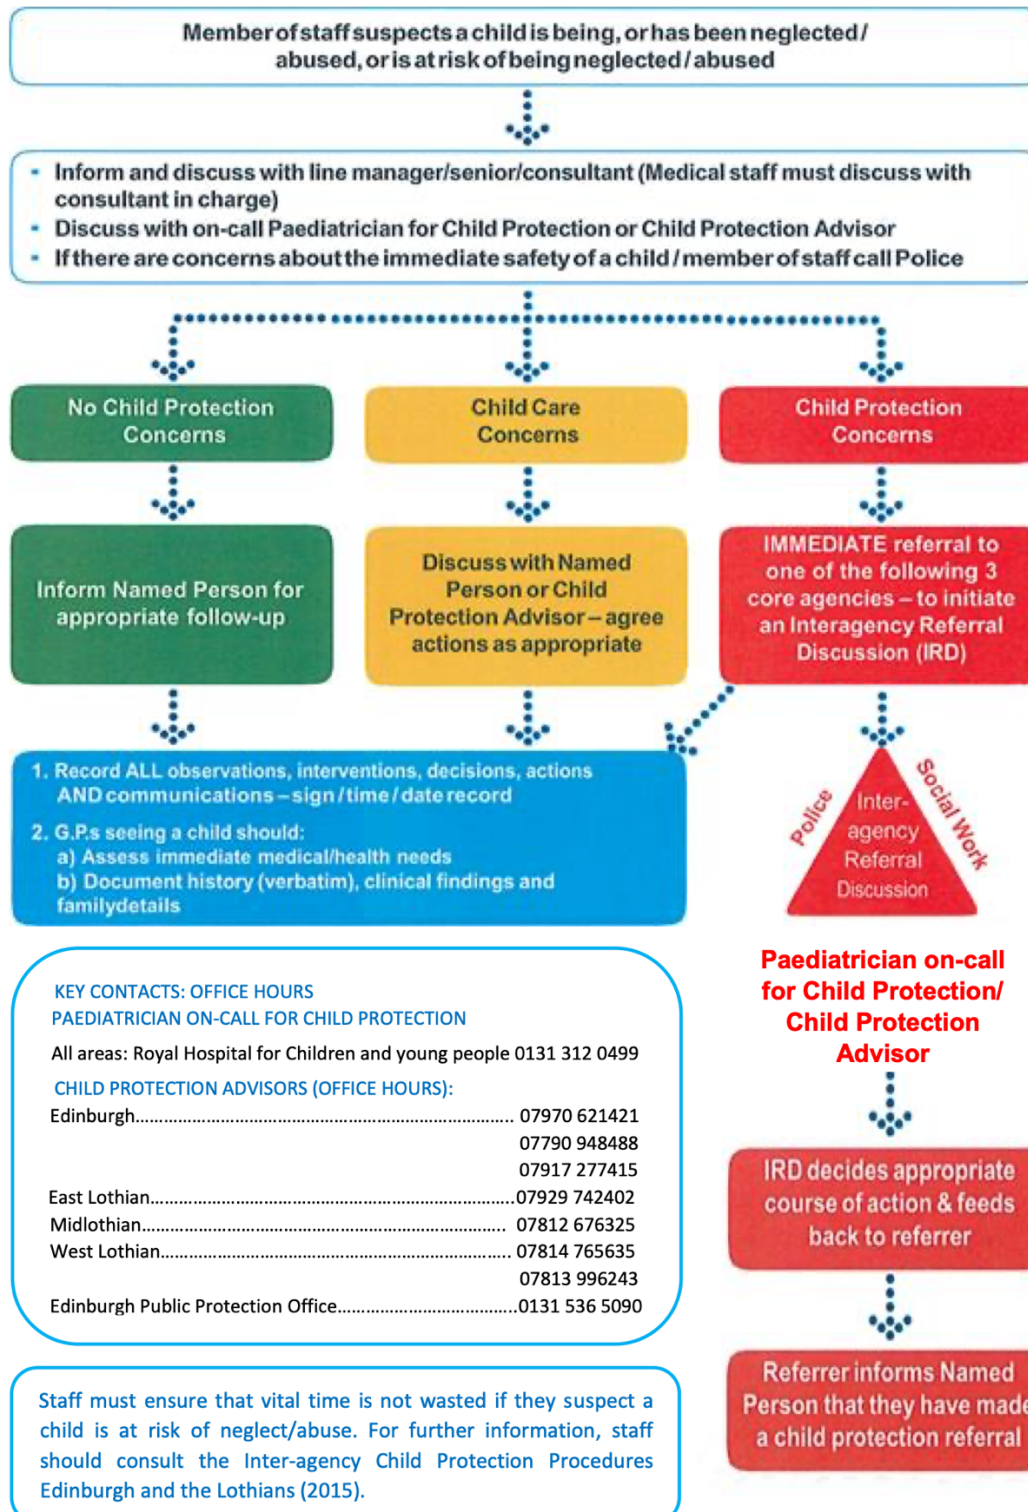 Member of staff suspects a child is being, or has been neglected/
abused, or is at risk of being neglected/abused
- Inform and discuss with line manager/senior/consultant (Medical staff must discuss with
consultant in charge)
- Discuss with on-call Paediatrician for Child Protection or Child Protection Advisor
- If there are concerns about the immediate safety of a child/member of staff call Police
No Child Protection
Concerns
Child Care
Concerns
Child Protection
Concerns
Inform Named Person for
appropriate follow-up
Discuss with Named
Person or Child
Protection Advisor – agree
actions as appropriate
IMMEDIATE referral to
one of the following 3
core agencies – to initiate
an Interagency Referral
Discussion (IRD)
1. Record ALL observations, interventions, decisions, actions
AND communications – sign/time/date record
2. G.P.s seeing a child should:
a) Assess immediate medical/health needs
b) Document history (verbatim), clinical findings and
familydetails
Police
Social Work
Inter-
agency
Referral
Discussion
Paediatrician on-call
for Child Protection/
Child Protection
Advisor
IRD decides appropriate
course of action & feeds
back to referrer
Referrer informs Named
Person that they have made
a child protection referral
KEY CONTACTS: OFFICE HOURS
PAEDIATRICIAN ON-CALL FOR CHILD PROTECTION
All areas: Royal Hospital for Children and young people 0131 312 0499
CHILD PROTECTION ADVISORS (OFFICE HOURS):
Edinburgh........................................................................ 07970 621421
07790 948488
07917 277415
East Lothian.....................................................................07929 742402
Midlothian...................................................................... 07812 676325
West Lothian.................................................................... 07814 765635
07813 996243
Edinburgh Public Protection Office...................................0131 536 5090
Staff must ensure that vital time is not wasted if they suspect a
child is at risk of neglect/abuse. For further information, staff
should consult the Inter-agency Child Protection Procedures
Edinburgh and the Lothians (2015).